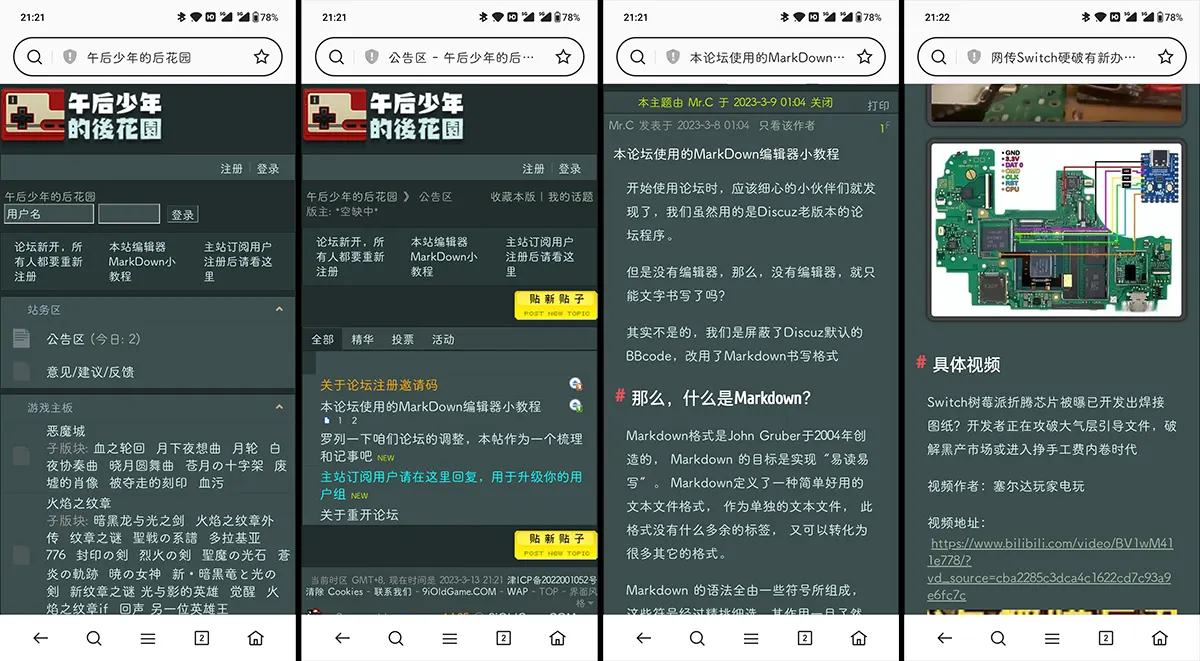 21:21
78%
午后少年的后花园
午后少年
的後花園
注册 登录
午后少年的后花园
用户名
登录
论坛新开，所
有人都要重新
注册
本站编辑器
MarkDown小
教程
主站订阅用户
注册后请看这
里
站务区
公告区 (今日: 2)
意见/建议/反馈
游戏主板
恶魔城
子版块: 血之轮回 月下夜想曲 月轮 白
夜协奏曲 晓月圆舞曲 苍月の十字架 废
墟的肖像 被夺走的刻印 血污
火焰之纹章
子版块: 暗黑龙与光之剑 火焰之纹章外
传 纹章之谜 聖戦の系譜 多拉基亚
776 封印の剣 烈火の剣 聖魔の光石 蒼
炎の軌跡 暁の女神 新・暗黒竜と光の
剣 新纹章之谜 光与影的英雄 觉醒 火
焰之纹章if 回声 另一位英雄王
21:21
78%
公告区 - 午后少年的后…
午后少年
的後花園
注册 登录
午后少年的后花园 》 公告区
收藏本版 | 我的话题
版主: *空缺中*
论坛新开，所
有人都要重新
注册
本站编辑器
MarkDown小
教程
主站订阅用户
注册后请看这
里
贴 新 贴 子
POST NEW TOPIC
全部 精华 投票 活动
关于论坛注册邀请码
本论坛使用的MarkDown编辑器小教程
1 2
罗列一下咱们论坛的调整，本帖作为一个梳理
和记事吧 NEW
主站订阅用户请在这里回复，用于升级你的用
户组 NEW
关于重开论坛
贴 新 贴 子
POST NEW TOPIC
当前时区 GMT+8, 现在时间是 2023-3-13 21:21 津ICP备2022001052号
清除 Cookies - 联系我们 - 9iOldGame.COM - WAP - TOP - 界面风
格
21:21
78%
本论坛使用的MarkDown…
本主题由 Mr.C 于 2023-3-9 01:04 关闭
打印
Mr.C 发表于 2023-3-8 01:04 只看该作者
1F
本论坛使用的MarkDown编辑器小教程
开始使用论坛时，应该细心的小伙伴们就发
现了，我们虽然用的是Discuz老版本的论
坛程序。
但是没有编辑器，那么，没有编辑器，就只
能文字书写了吗？
其实不是的，我们是屏蔽了Discuz默认的
BBcode，改用了Markdown书写格式
# 那么，什么是Markdown？
Markdown格式是John Gruber于2004年创
造的， Markdown 的目标是实现“易读易
写”。 Markdown定义了一种简单好用的
文本文件格式， 作为单独的文本文件， 此
格式没有什么多余的标签， 又可以转化为
很多其它的格式。
Markdown 的语法全由一些符号所组成，
这些符号经过精挑细选，其作用一目了然
21:22
78%
网传Switch硬破有新办…
GND
3.3V
DAT 0
CMD
CLK
RST
CPU
# 具体视频
Switch树莓派折腾芯片被曝已开发出焊接
图纸？开发者正在攻破大气层引导文件，破
解黑产市场或进入挣手工费内卷时代
视频作者：塞尔达玩家电玩
视频地址：
https://www.bilibili.com/video/BV1wM41
1e778/?
vd_source=cba2285c3dca4c1622cd7c93a9
e6fc7c